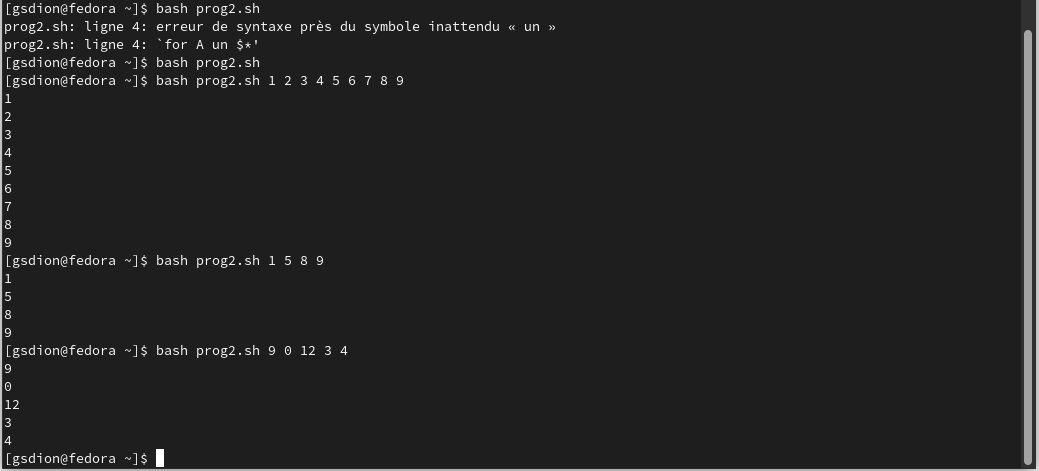 [gsdion@fedora ~]$ bash prog2.sh
prog2.sh: ligne 4: erreur de syntaxe près du symbole inattendu « un »
prog2.sh: ligne 4: `for A un $*'
[gsdion@fedora ~]$ bash prog2.sh
[gsdion@fedora ~]$ bash prog2.sh 1 2 3 4 5 6 7 8 9
1
2
3
4
5
6
7
8
9
[gsdion@fedora ~]$ bash prog2.sh 1 5 8 9
1
5
8
9
[gsdion@fedora ~]$ bash prog2.sh 9 0 12 3 4
9
0
12
3
4
[gsdion@fedora ~]$